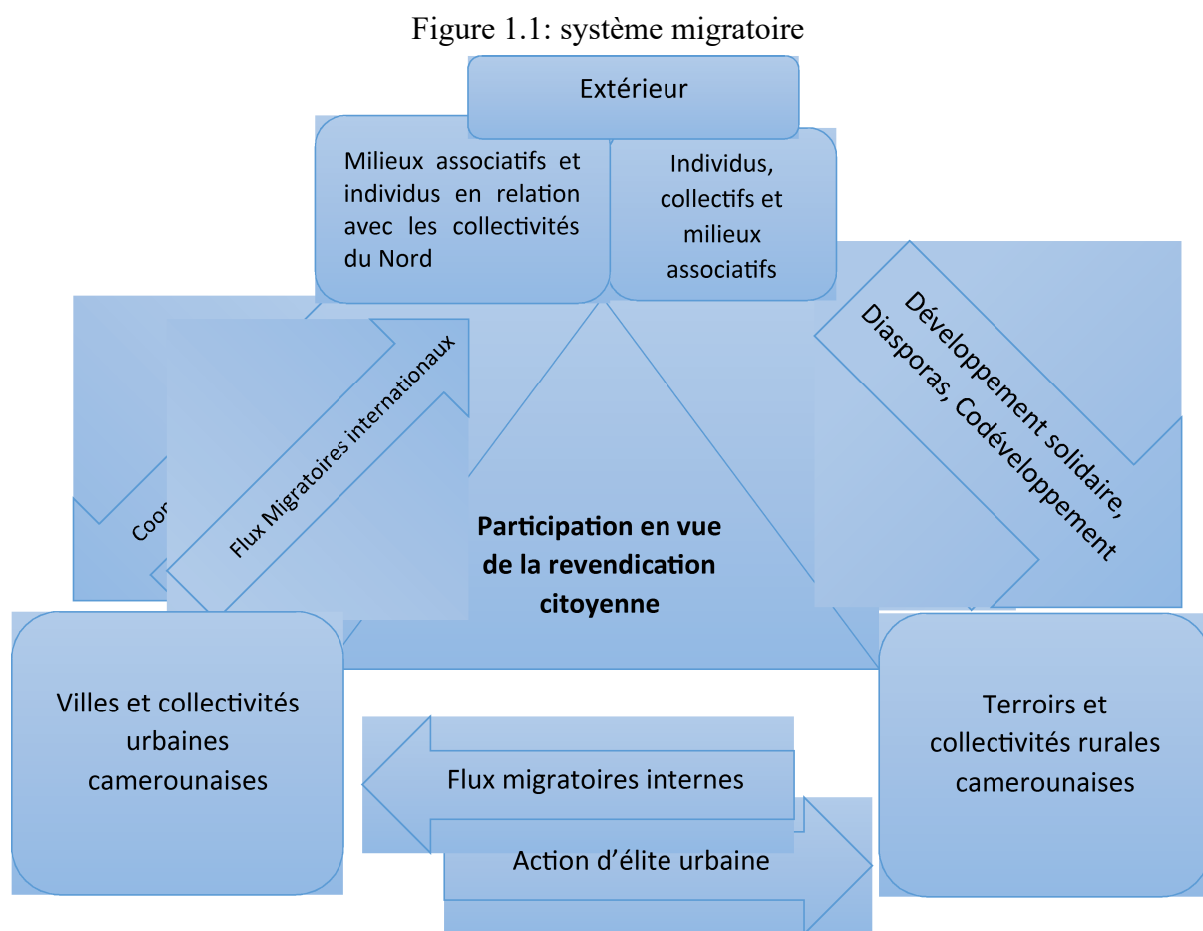 Figure 1.1: système migratoire
Extérieur
Milieux associatifs et
individus en relation
avec les collectivités
du Nord
Individus,
collectifs et
milieux
associatifs
Flux Migratoires internationaux
Développement solidaire,
Diasporas, Codéveloppement
Participation en vue
de la revendication
citoyenne
Villes et collectivités
urbaines
camerounaises
Terroirs et
collectivités rurales
camerounaises
Flux migratoires internes
Action d’élite urbaine